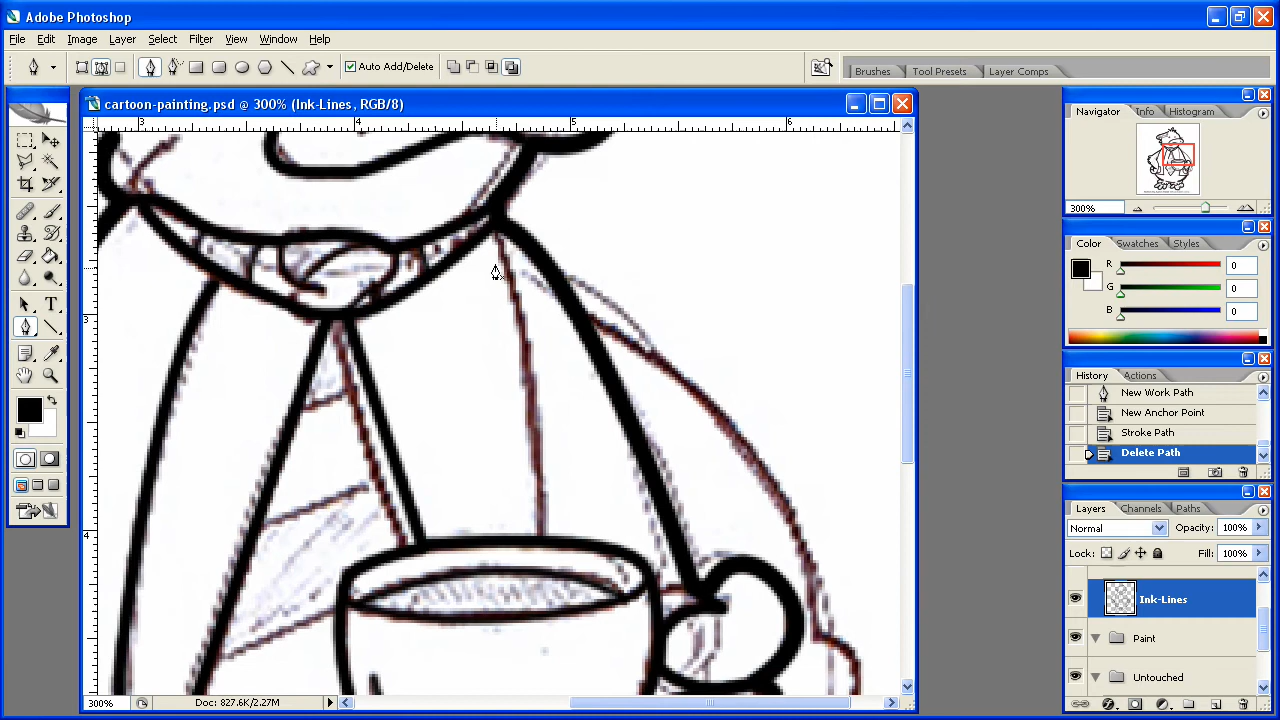 Adobe Photoshop
File Edit Image Layer Select Filter View Window Help
Auto Add/Delete
Brushes Tool Presets Layer Comps
cartoon-painting.psd @ 300% (Ink-Lines, RGB/8)
3 4 5 6
3
4
300% Doc: 827.6K/2.27M
Navigator Info Histogram
300%
Color Swatches Styles
R 0
G 0
B 0
History Actions
New Work Path
New Anchor Point
Stroke Path
Delete Path
Layers Channels Paths
Normal Opacity: 100%
Lock: Fill: 100%
Ink-Lines
Paint
Untouched